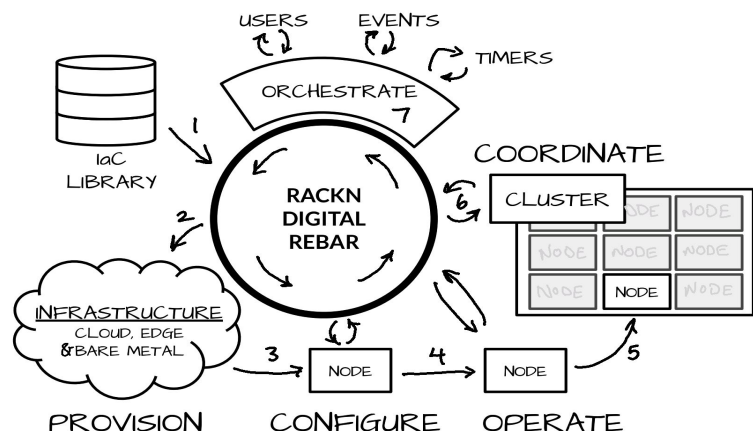 USERS
EVENTS
TIMERS
ORCHESTRATE
7
1
IaC
LIBRARY
RACKN
DIGITAL
REBAR
COORDINATE
6
CLUSTER
NODE NODE
NODE NODE NODE
NODE NODE NODE
2
INFRASTRUCTURE
CLOUD, EDGE
&BARE METAL
3
NODE
4
NODE
5
PROVISION
CONFIGURE
OPERATE